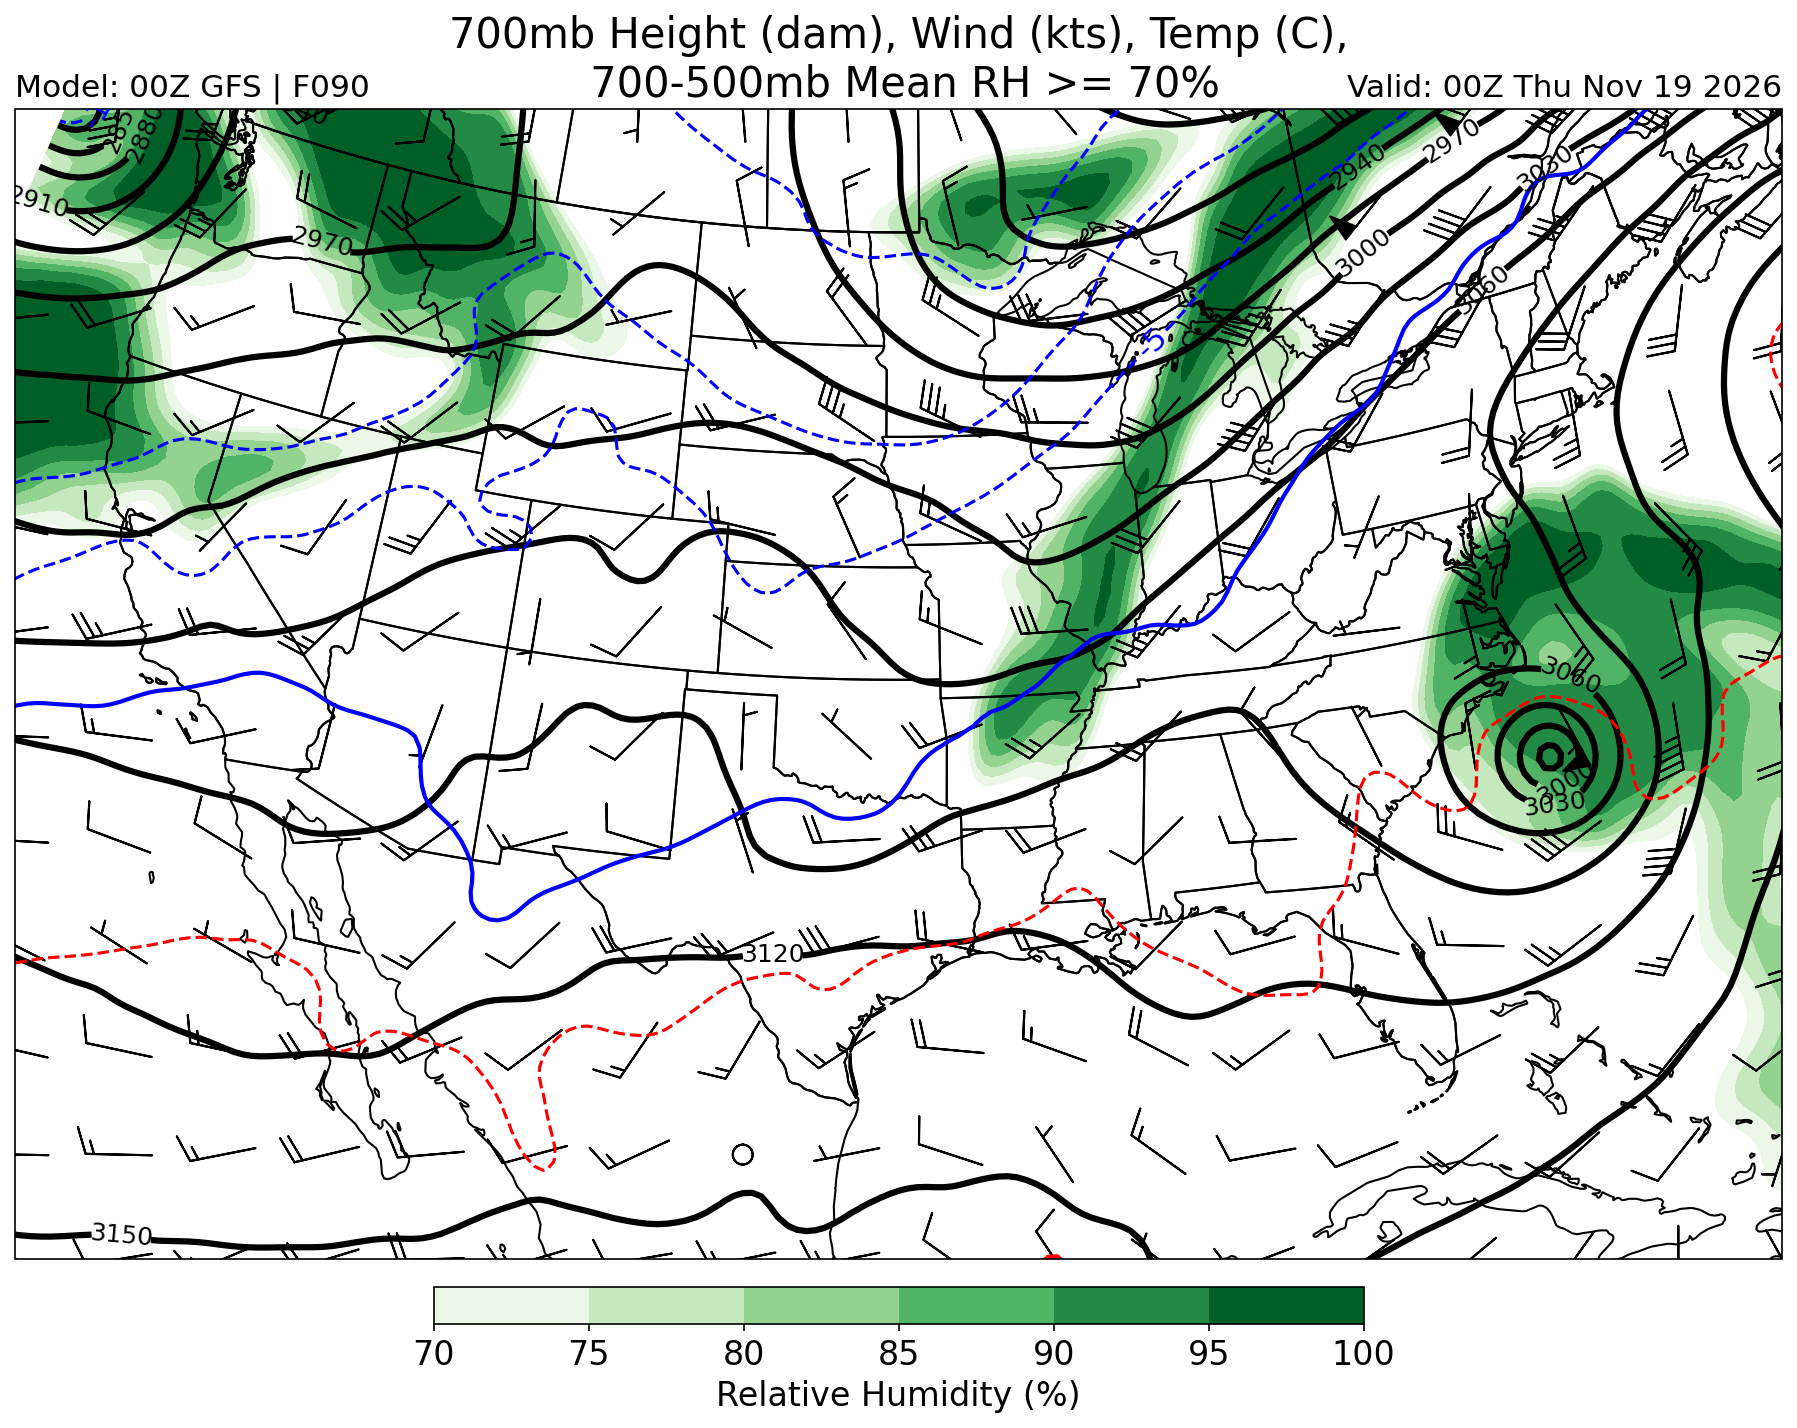 700mb Height (dam), Wind (kts), Temp (C),
Model: 00Z GFS | F090
700-500mb Mean RH >= 70%
Valid: 00Z Thu Nov 19 2026
2880
2910
2970
2940
2970
3030
3000
3060
-5
3060
3000
3030
3120
3150
70 75 80 85 90 95 100
Relative Humidity (%)